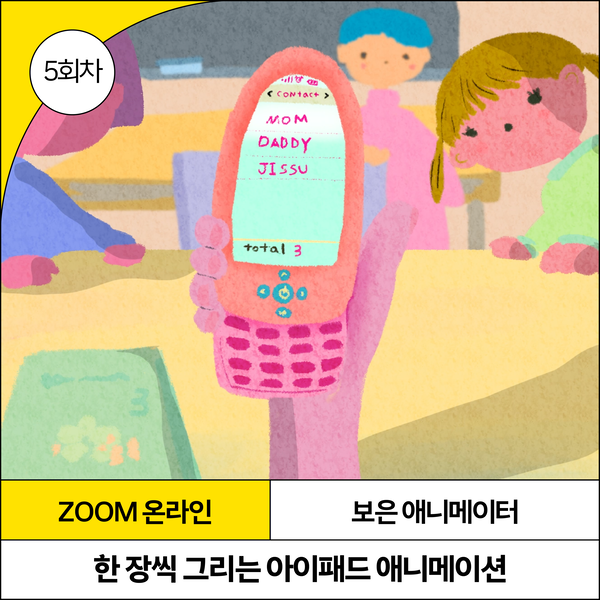 5회차
< CONtact >
MOM
DADDY
JISSU
total 3
ZOOM 온라인
보은 애니메이터
한 장씩 그리는 아이패드 애니메이션